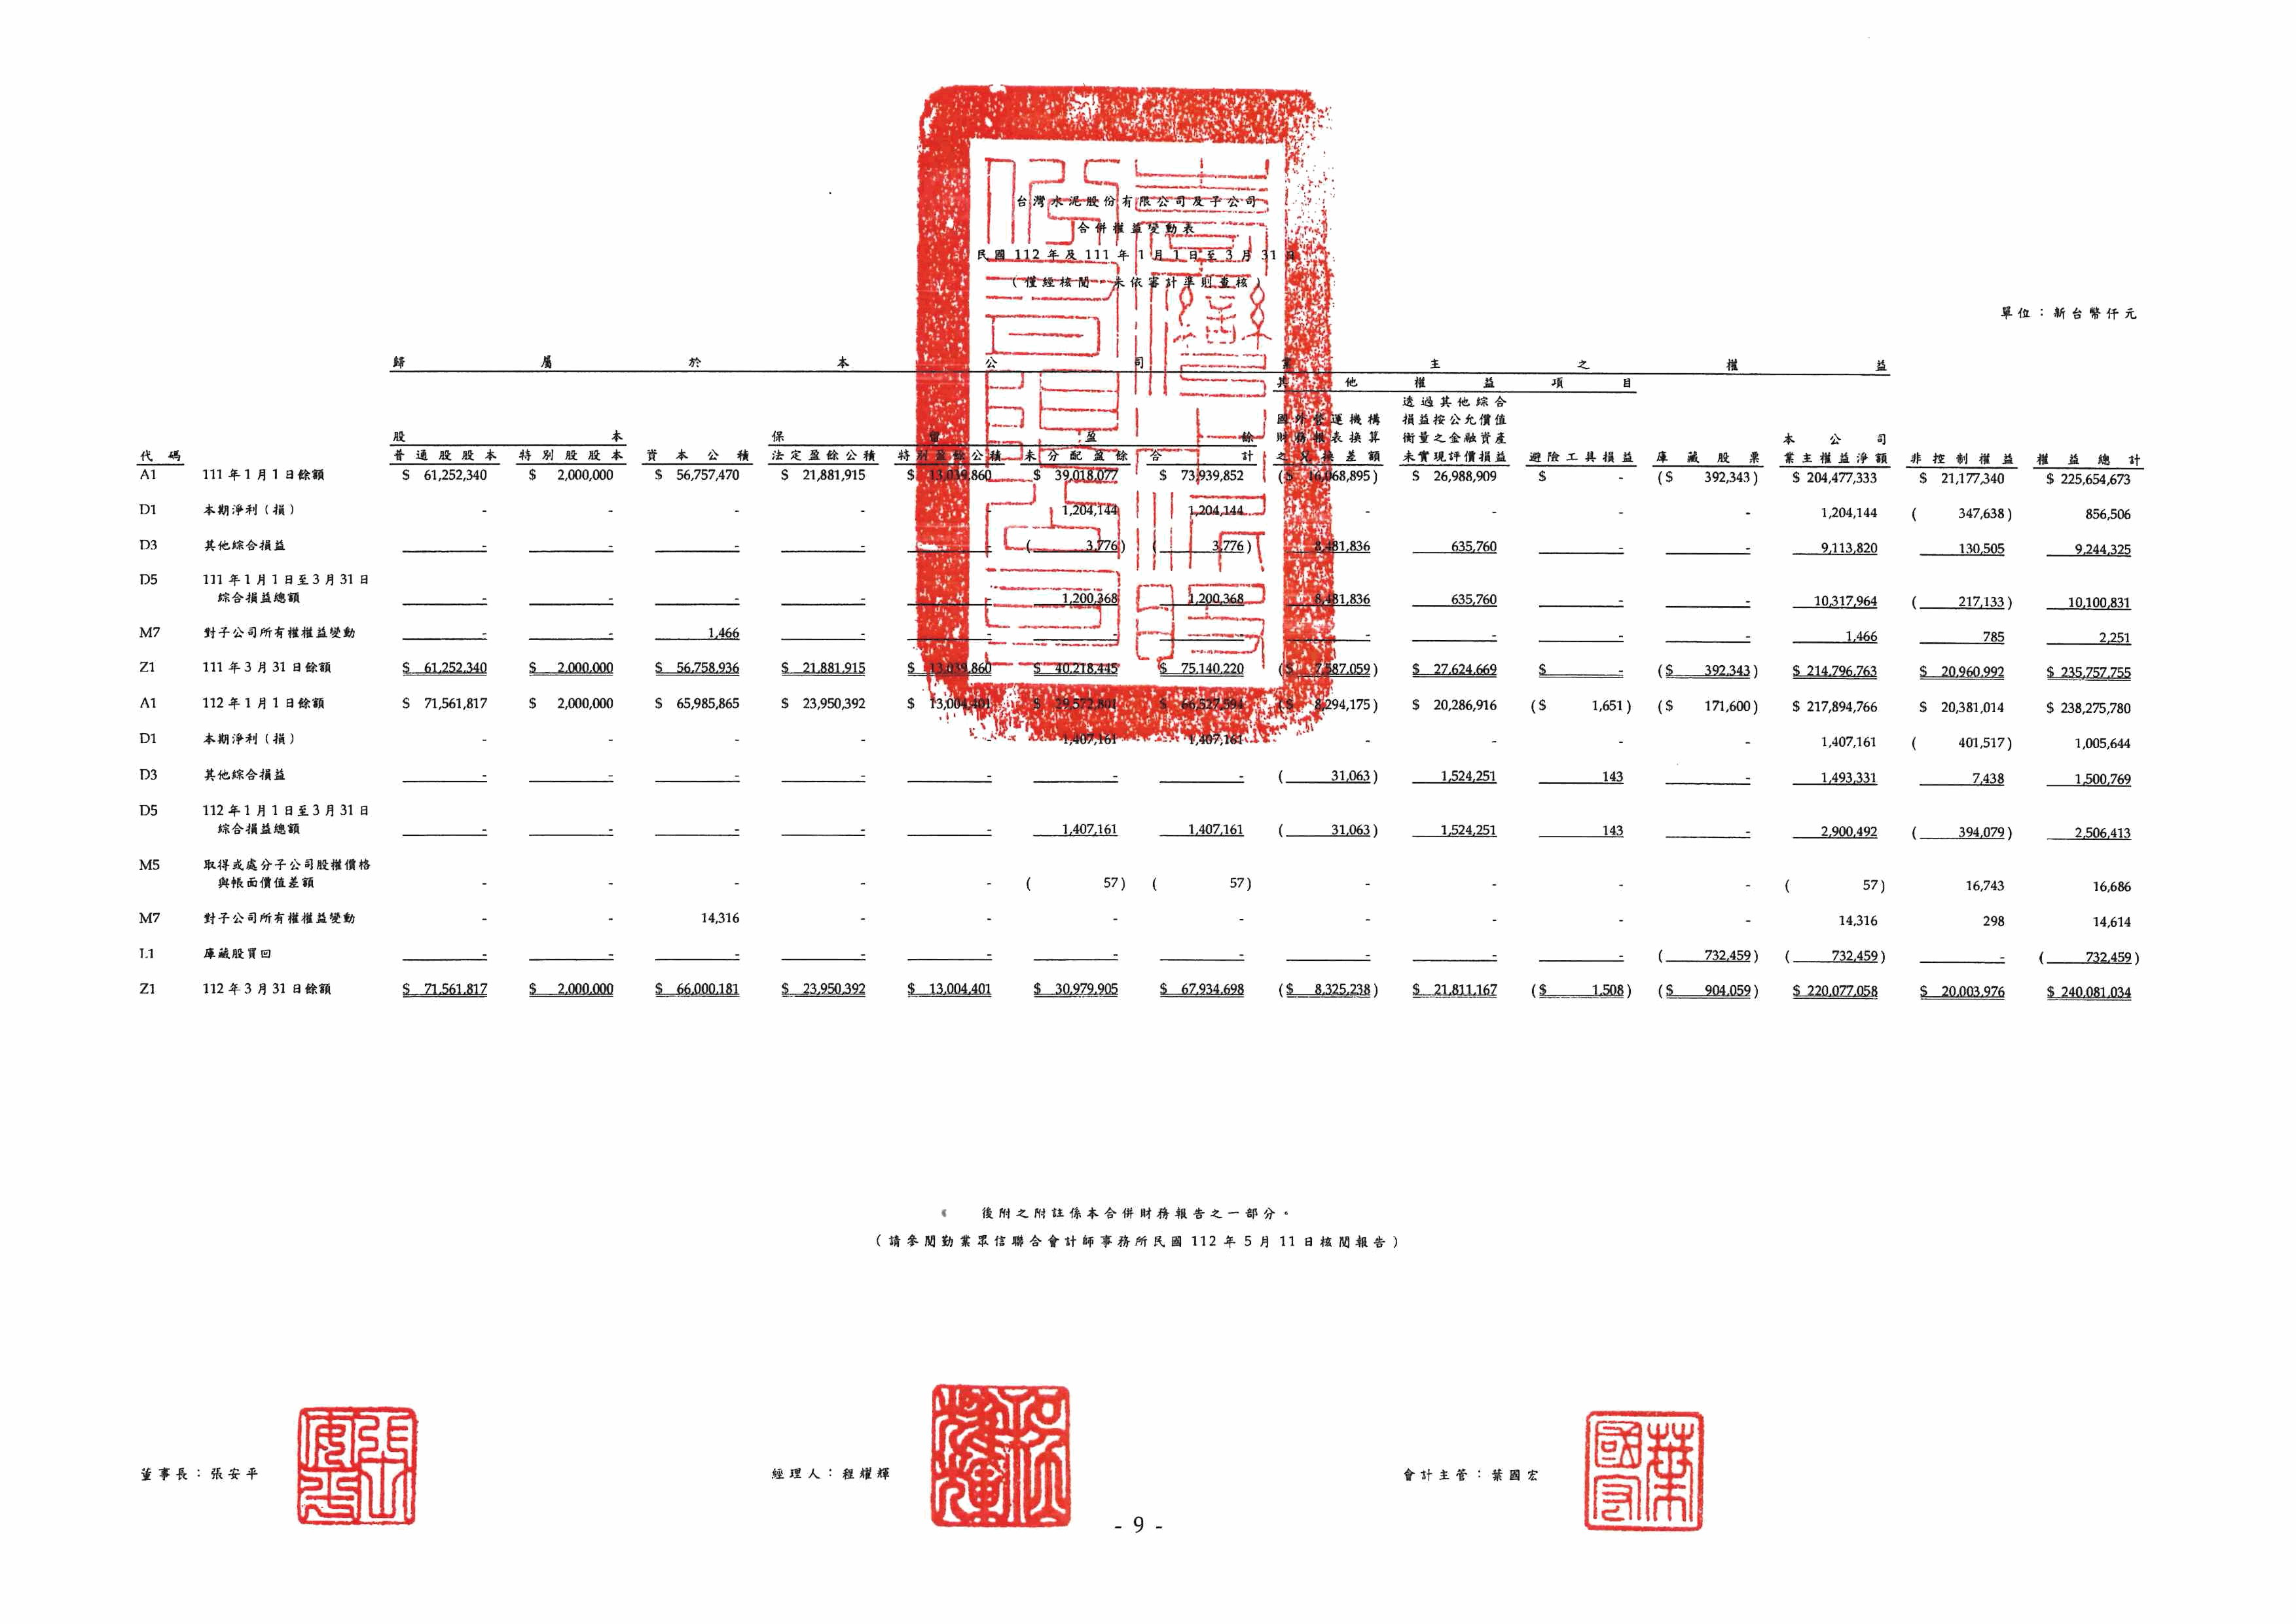 台灣水泥股份有限公司及子公司
合併權益變動表
民國 112 年及 111 年 1 月 1 日至 3 月 31 日
(僅經核閱,未依審計準則查核)
單位:新台幣仟元
歸 屬 於 本 公 司 業 主 之 權 益
其 他 權 益 項 目
透過其他綜合
國外營運機構 損益按公允價值
股 本 保 留 盈 餘 財務報表換算 衡量之金融資產 本 公 司
代 碼 普通股股本 特別股股本 資本公積 法定盈餘公積 特別盈餘公積 未分配盈餘 合 計 之兌換差額 未實現評價損益 避險工具損益 庫藏股票 業主權益淨額 非控制權益 權益總計
A1 111 年 1 月 1 日餘額 $ 61,252,340 $ 2,000,000 $ 56,757,470 $ 21,881,915 $ 13,039,860 $ 39,018,077 $ 73,939,852 ($ 16,068,895) $ 26,988,909 $ - ($ 392,343) $ 204,477,333 $ 21,177,340 $ 225,654,673
D1 本期淨利(損) - - - - - 1,204,144 1,204,144 - - - - 1,204,144 ( 347,638) 856,506
D3 其他綜合損益 - - - - - ( 3,776) ( 3,776) 8,481,836 635,760 - - 9,113,820 130,505 9,244,325
D5 111 年 1 月 1 日至 3 月 31 日
綜合損益總額 - - - - - 1,200,368 1,200,368 8,481,836 635,760 - - 10,317,964 ( 217,133) 10,100,831
M7 對子公司所有權權益變動 - - 1,466 - - - - - - - - 1,466 785 2,251
Z1 111 年 3 月 31 日餘額 $ 61,252,340 $ 2,000,000 $ 56,758,936 $ 21,881,915 $ 13,039,860 $ 40,218,445 $ 75,140,220 ($ 7,587,059) $ 27,624,669 $ - ($ 392,343) $ 214,796,763 $ 20,960,992 $ 235,757,755
A1 112 年 1 月 1 日餘額 $ 71,561,817 $ 2,000,000 $ 65,985,865 $ 23,950,392 $ 13,004,401 $ 29,572,801 $ 66,527,594 ($ 8,294,175) $ 20,286,916 ($ 1,651) ($ 171,600) $ 217,894,766 $ 20,381,014 $ 238,275,780
D1 本期淨利(損) - - - - - 1,407,161 1,407,161 - - - - 1,407,161 ( 401,517) 1,005,644
D3 其他綜合損益 - - - - - - - ( 31,063) 1,524,251 143 - 1,493,331 7,438 1,500,769
D5 112 年 1 月 1 日至 3 月 31 日
綜合損益總額 - - - - - 1,407,161 1,407,161 ( 31,063) 1,524,251 143 - 2,900,492 ( 394,079) 2,506,413
M5 取得或處分子公司股權價格
與帳面價值差額 - - - - - ( 57) ( 57) - - - - ( 57) 16,743 16,686
M7 對子公司所有權權益變動 - - 14,316 - - - - - - - - 14,316 298 14,614
L1 庫藏股買回 - - - - - - - - - - ( 732,459) ( 732,459) - ( 732,459)
Z1 112 年 3 月 31 日餘額 $ 71,561,817 $ 2,000,000 $ 66,000,181 $ 23,950,392 $ 13,004,401 $ 30,979,905 $ 67,934,698 ($ 8,325,238) $ 21,811,167 ($ 1,508) ($ 904,059) $ 220,077,058 $ 20,003,976 $ 240,081,034
後附之附註係本合併財務報告之一部分。
(請參閱勤業眾信聯合會計師事務所民國 112 年 5 月 11 日核閱報告)
董事長:張安平 經理人:程耀輝 會計主管:葉國宏
- 9 -